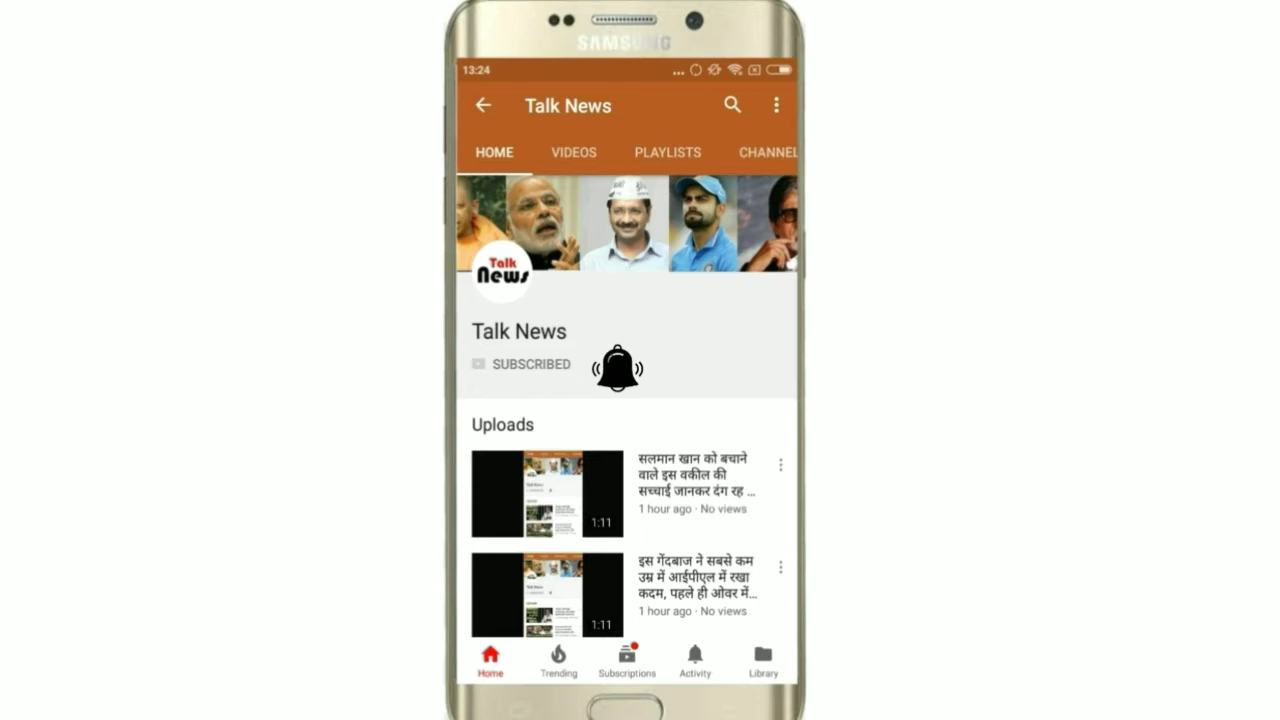 SAMSUNG
13:24
Talk News
HOME VIDEOS PLAYLISTS CHANNEL
Talk
News
Talk News
SUBSCRIBED
Uploads
सलमान खान को बचाने
वाले इस वकील की
सच्चाई जानकर दंग रह ...
1 hour ago · No views
1:11
इस गेंदबाज ने सबसे कम
उम्र में आईपीएल में रखा
कदम, पहले ही ओवर में...
1 hour ago · No views
1:11
Home Trending Subscriptions Activity Library